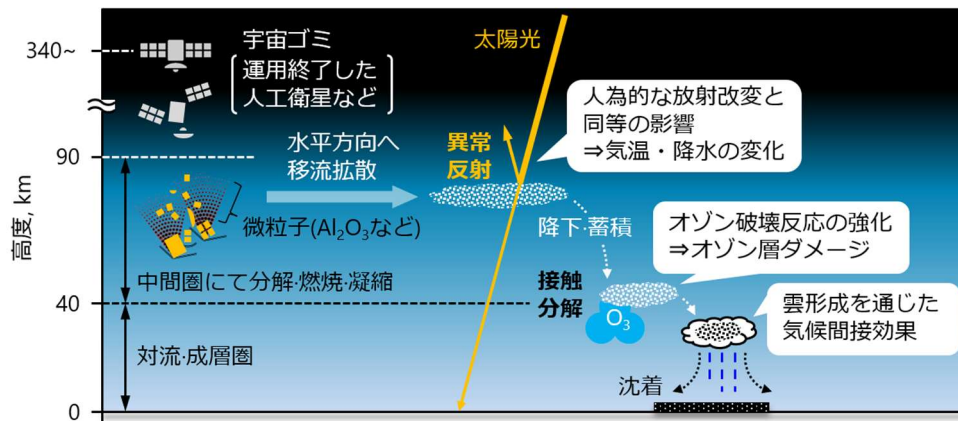 高度, km
340~
90
40
0
宇宙ゴミ
運用終了した
人工衛星など
太陽光
水平方向へ
移流拡散
異常
反射
人為的な放射改変と
同等の影響
⇒気温・降水の変化
微粒子(Al₂O₃など)
中間圏にて分解·燃焼·凝縮
降下·蓄積
オゾン破壊反応の強化
⇒オゾン層ダメージ
接触
分解
O₃
雲形成を通じた
気候間接効果
対流·成層圏
沈着